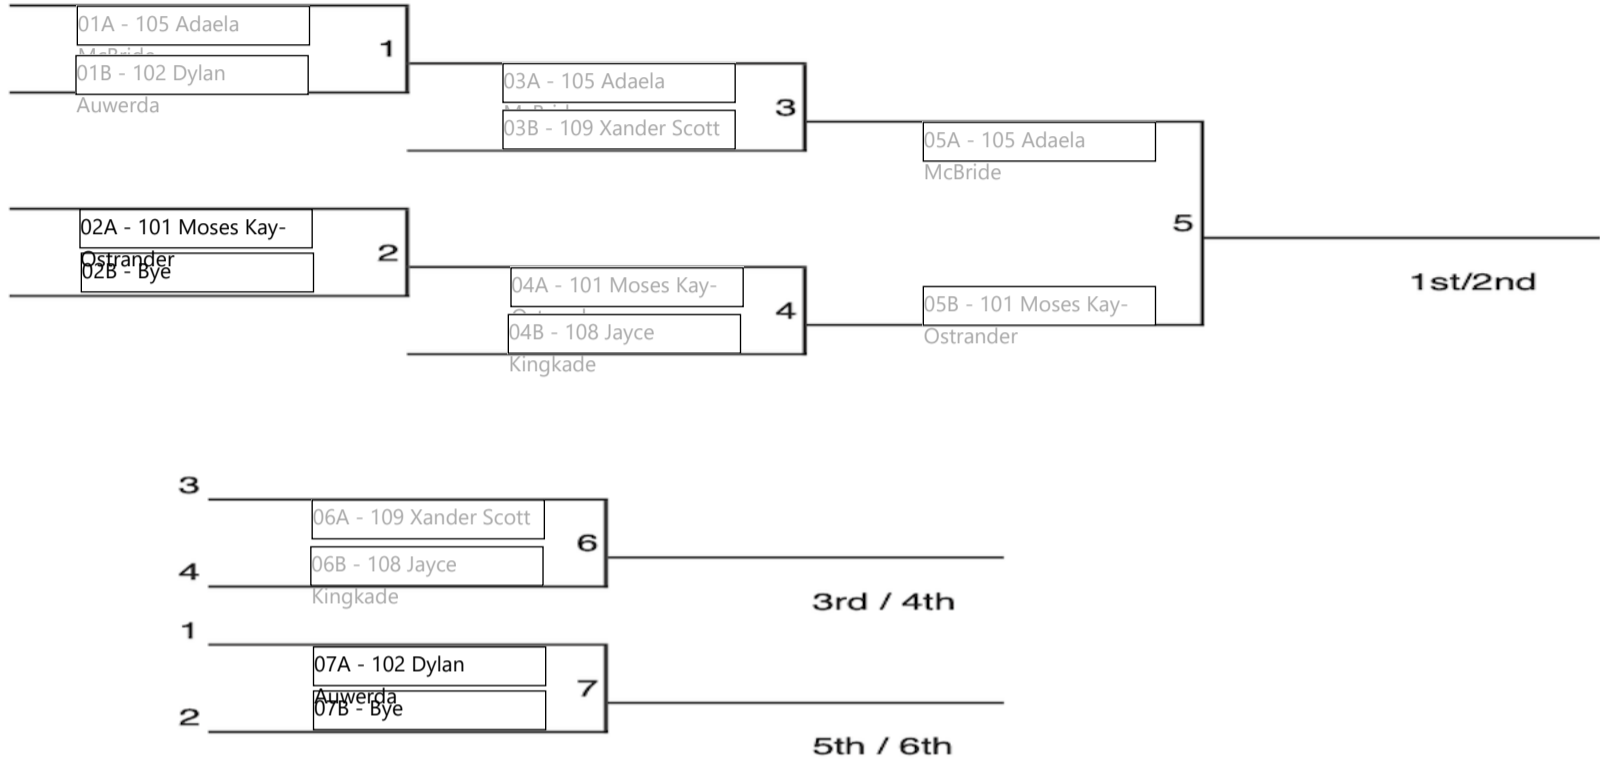 01A - 105 Adaela
McBride
1
01B - 102 Dylan
Auwerda
03A - 105 Adaela
McBride
3
03B - 109 Xander Scott
05A - 105 Adaela
McBride
02A - 101 Moses Kay-
Ostrander
02B - Bye
2
5
04A - 101 Moses Kay-
Ostrander
4
04B - 108 Jayce
Kingkade
05B - 101 Moses Kay-
Ostrander
1st/2nd
3
06A - 109 Xander Scott
6
4
06B - 108 Jayce
Kingkade
3rd / 4th
1
07A - 102 Dylan
Auwerda
7
07B - Bye
2
5th / 6th